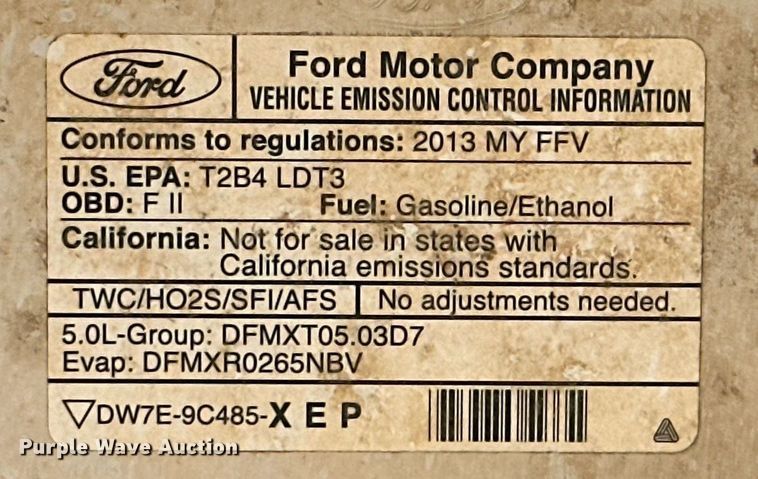 Ford
Ford Motor Company
VEHICLE EMISSION CONTROL INFORMATION
Conforms to regulations: 2013 MY FFV
U.S. EPA: T2B4 LDT3
OBD: F II Fuel: Gasoline/Ethanol
California: Not for sale in states with
California emissions standards.
TWC/HO2S/SFI/AFS No adjustments needed.
5.0L-Group: DFMXT05.03D7
Evap: DFMXR0265NBV
DW7E-9C485-X E P
Purple Wave Auction